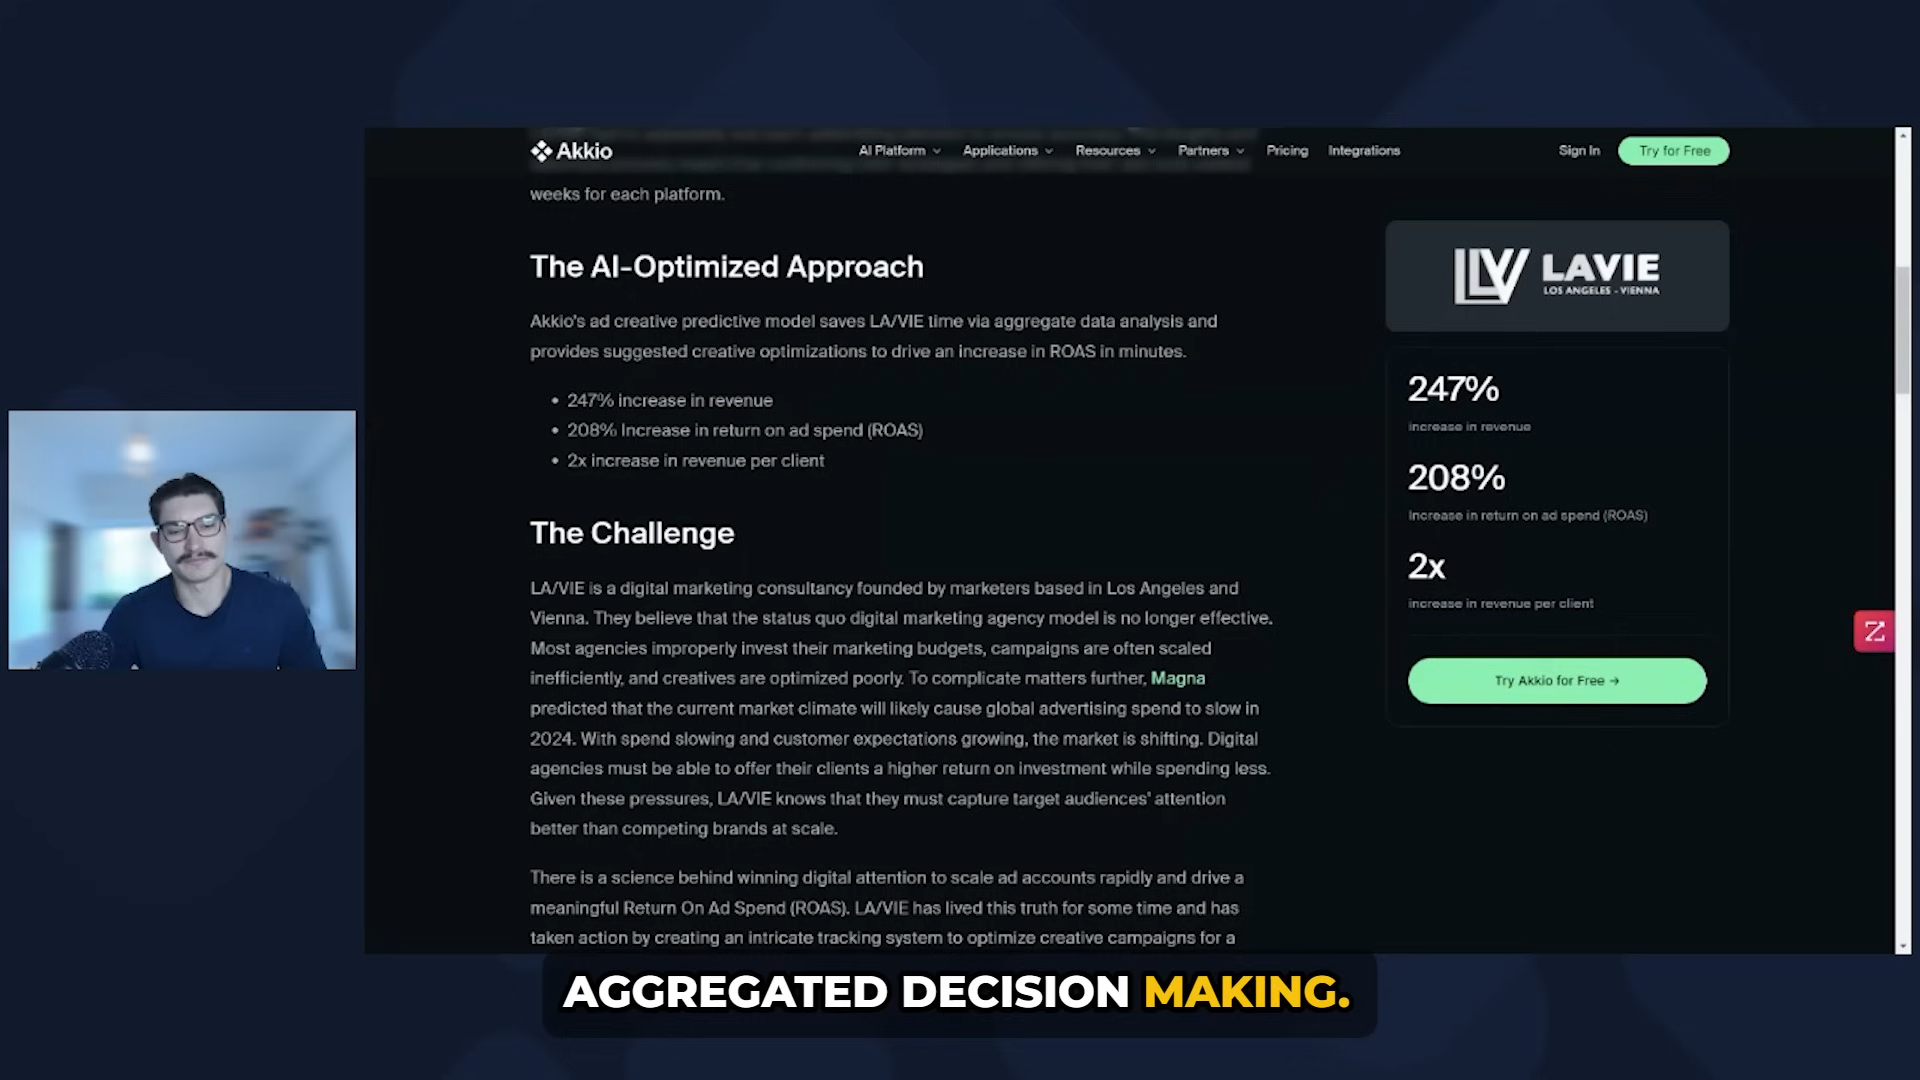 Akkio
AI Platform
Applications
Resources
Partners
Pricing
Integrations
Sign In
Try for Free
weeks for each platform.
The AI-Optimized Approach
Akkio's ad creative predictive model saves LA/VIE time via aggregate data analysis and
provides suggested creative optimizations to drive an increase in ROAS in minutes.
• 247% increase in revenue
• 208% Increase in return on ad spend (ROAS)
• 2x increase in revenue per client
The Challenge
LA/VIE is a digital marketing consultancy founded by marketers based in Los Angeles and
Vienna. They believe that the status quo digital marketing agency model is no longer effective.
Most agencies improperly invest their marketing budgets, campaigns are often scaled
inefficiently, and creatives are optimized poorly. To complicate matters further, Magna
predicted that the current market climate will likely cause global advertising spend to slow in
2024. With spend slowing and customer expectations growing, the market is shifting. Digital
agencies must be able to offer their clients a higher return on investment while spending less.
Given these pressures, LA/VIE knows that they must capture target audiences' attention
better than competing brands at scale.
There is a science behind winning digital attention to scale ad accounts rapidly and drive a
meaningful Return On Ad Spend (ROAS). LA/VIE has lived this truth for some time and has
taken action by creating an intricate tracking system to optimize creative campaigns for a
LV LAVIE
LOS ANGELES - VIENNA
247%
increase in revenue
208%
Increase in return on ad spend (ROAS)
2x
increase in revenue per client
Try Akkio for Free →
AGGREGATED DECISION MAKING.